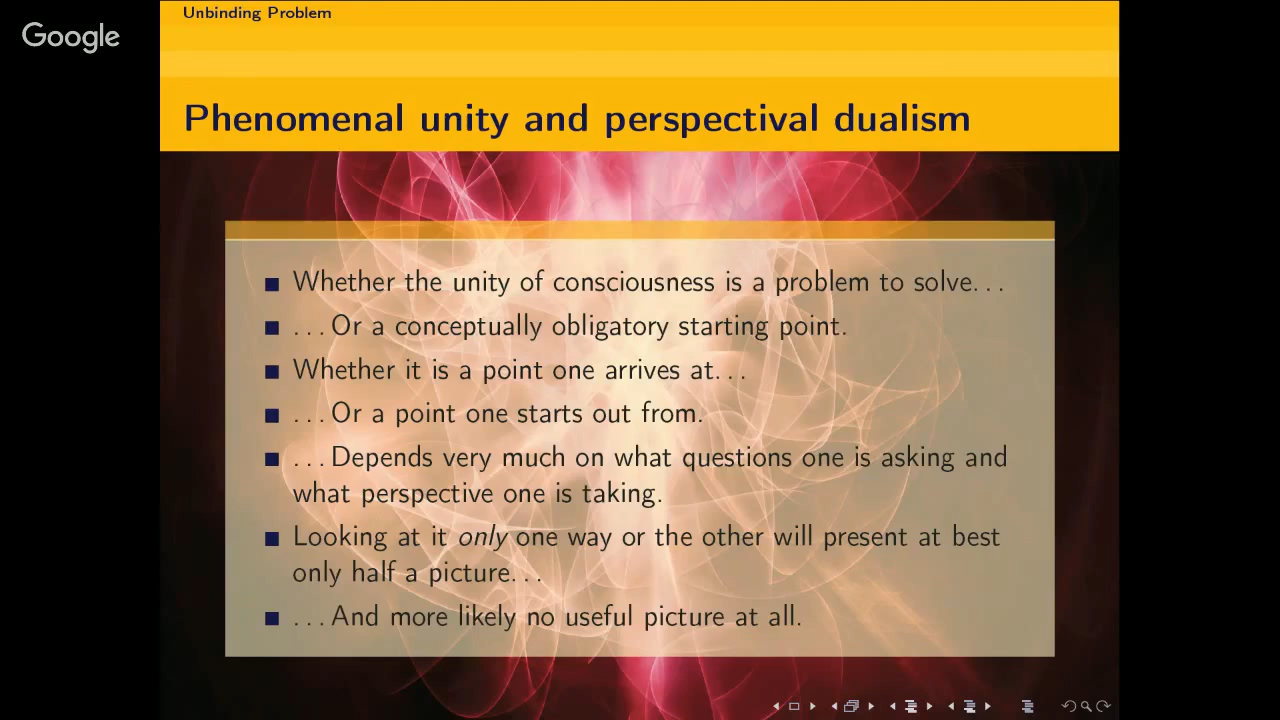 Unbinding Problem
Google
Phenomenal unity and perspectival dualism
Whether the unity of consciousness is a problem to solve...
...Or a conceptually obligatory starting point.
Whether it is a point one arrives at...
...Or a point one starts out from.
...Depends very much on what questions one is asking and
what perspective one is taking.
Looking at it only one way or the other will present at best
only half a picture...
...And more likely no useful picture at all.